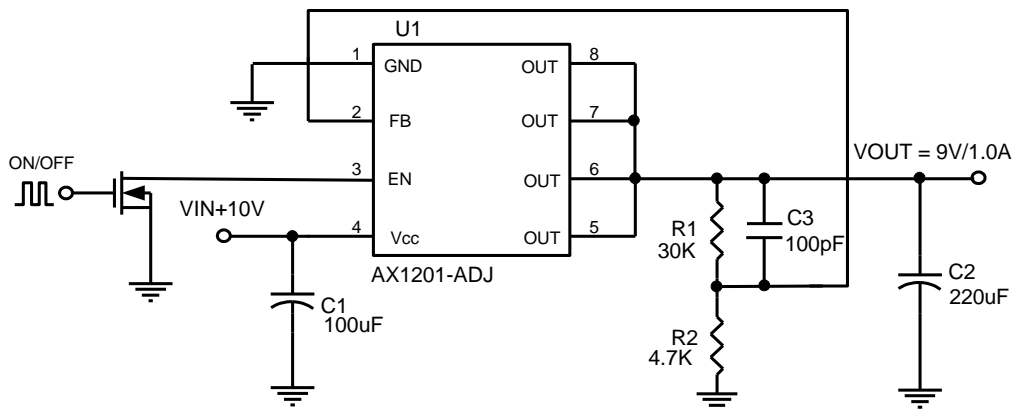 U1
1
GND
OUT
8
2
FB
OUT
7
ON/OFF
3
EN
OUT
6
VOUT = 9V/1.0A
VIN+10V
4
Vcc
OUT
5
AX1201-ADJ
R1
30K
C3
100pF
C1
100uF
C2
220uF
R2
4.7K